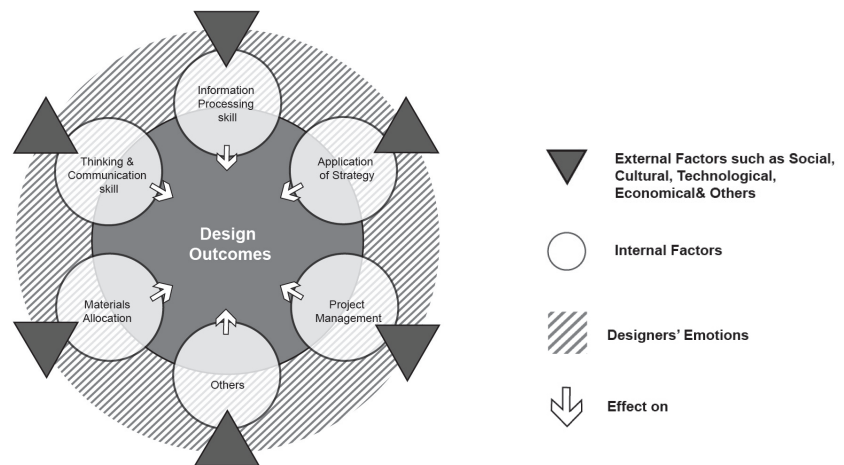 Information
Processing
skill
Thinking &
Communication
skill
Application
of Strategy
Design
Outcomes
Materials
Allocation
Project
Management
Others
External Factors such as Social,
Cultural, Technological,
Economical& Others
Internal Factors
Designers’ Emotions
Effect on